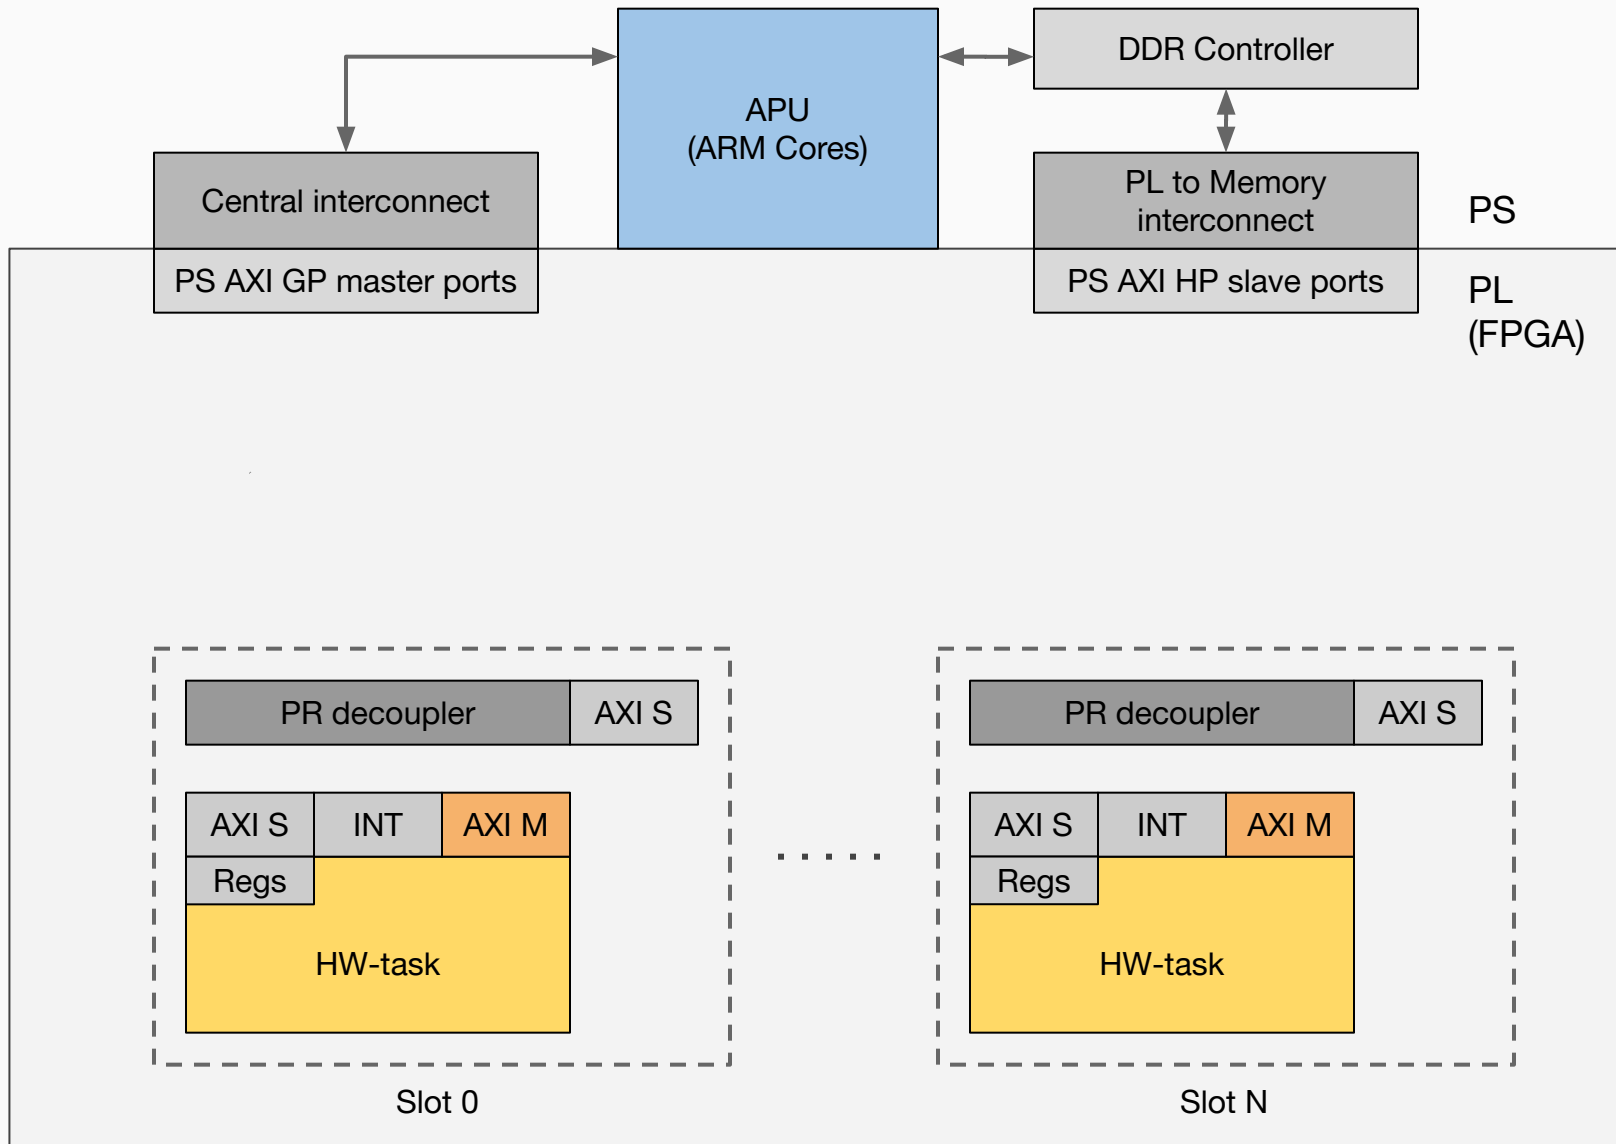 DDR Controller
APU
(ARM Cores)
Central interconnect
PL to Memory
interconnect
PS
PS AXI GP master ports
PS AXI HP slave ports
PL
(FPGA)
PR decoupler
AXI S
PR decoupler
AXI S
AXI S
INT
AXI M
Regs
HW-task
. . . . .
AXI S
INT
AXI M
Regs
HW-task
Slot 0
Slot N